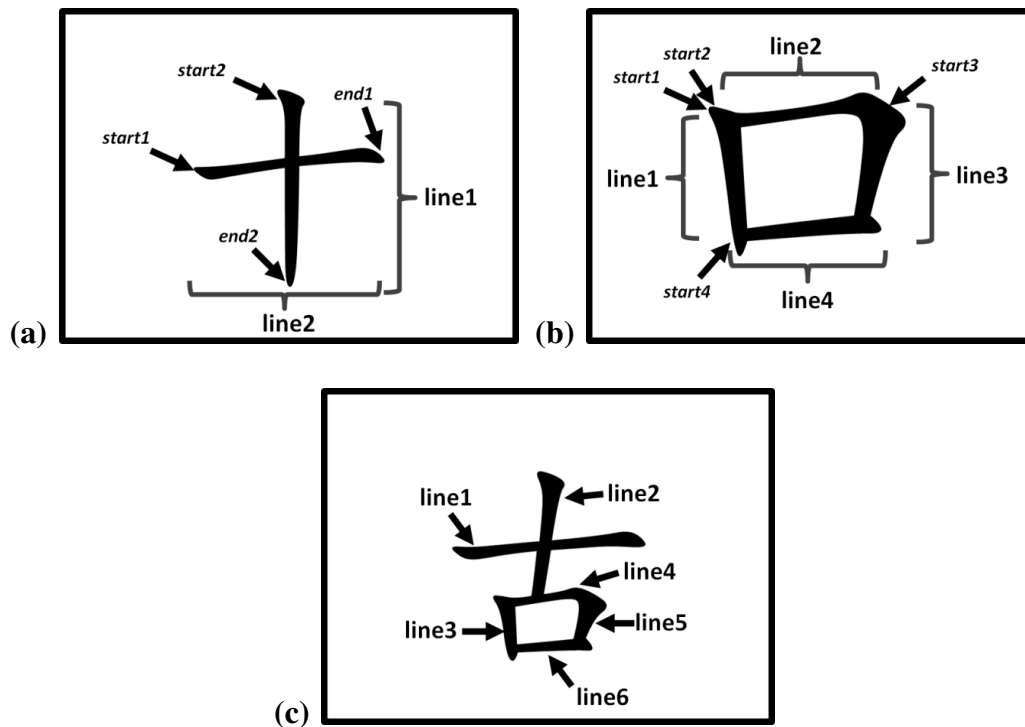 start2
end1
start1
line1
end2
line2
(a)
十
line2
start2
start1
start3
line1
line3
start4
line4
(b)
口
line1
line2
line4
line3
line5
line6
(c)
古